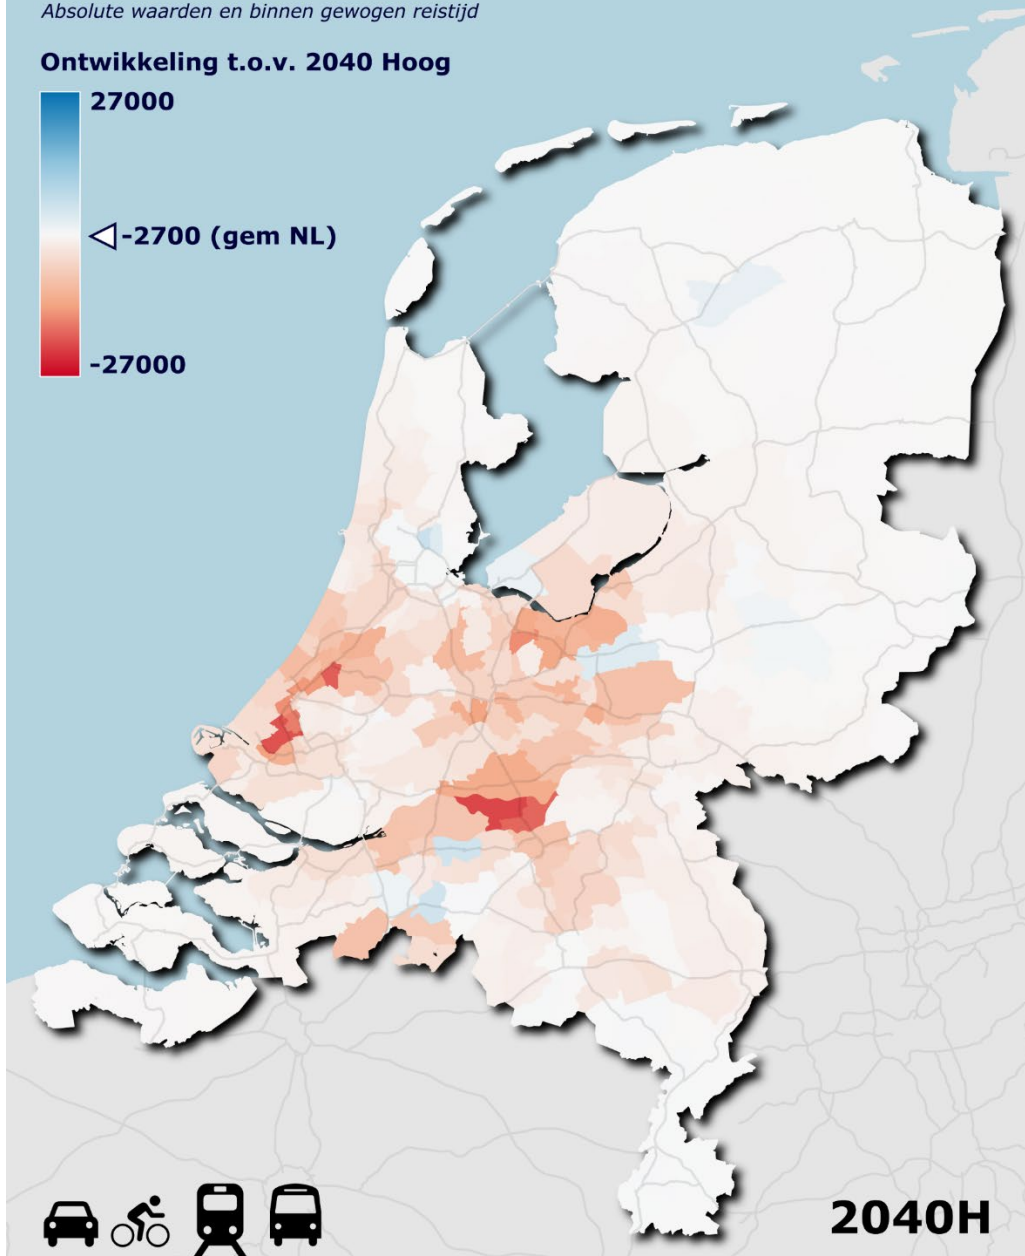 Absolute waarden en binnen gewogen reistijd
Ontwikkeling t.o.v. 2040 Hoog
27000
-2700 (gem NL)
-27000
2040H